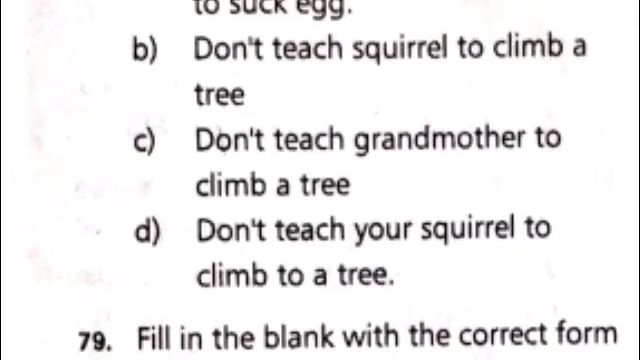 to suck egg.
b) Don't teach squirrel to climb a
tree
c) Don't teach grandmother to
climb a tree
d) Don't teach your squirrel to
climb to a tree.
79. Fill in the blank with the correct form